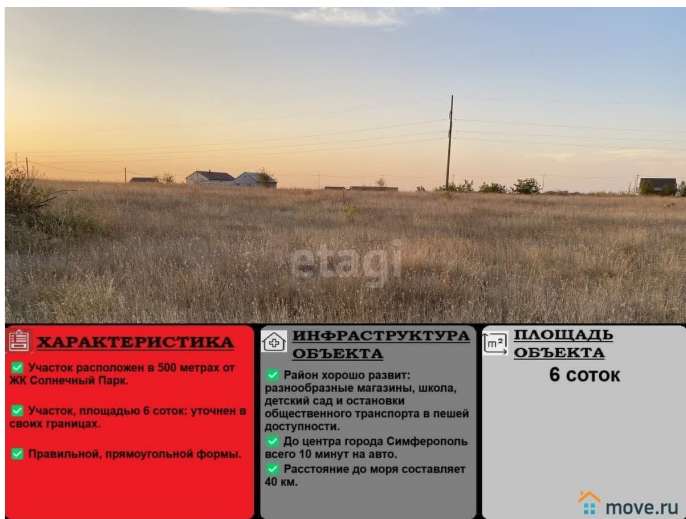 etagi
ХАРАКТЕРИСТИКА
Участок расположен в 500 метрах от
ЖК Солнечный Парк.
Участок, площадью 6 соток: уточнен в
своих границах.
Правильной, прямоугольной формы.
ИНФРАСТРУКТУРА
ОБЪЕКТА
Район хорошо развит:
разнообразные магазины, школа,
детский сад и остановки
общественного транспорта в пешей
доступности.
До центра города Симферополь
всего 10 минут на авто.
Расстояние до моря составляет
40 км.
m²
ПЛОЩАДЬ
ОБЪЕКТА
6 соток
move.ru